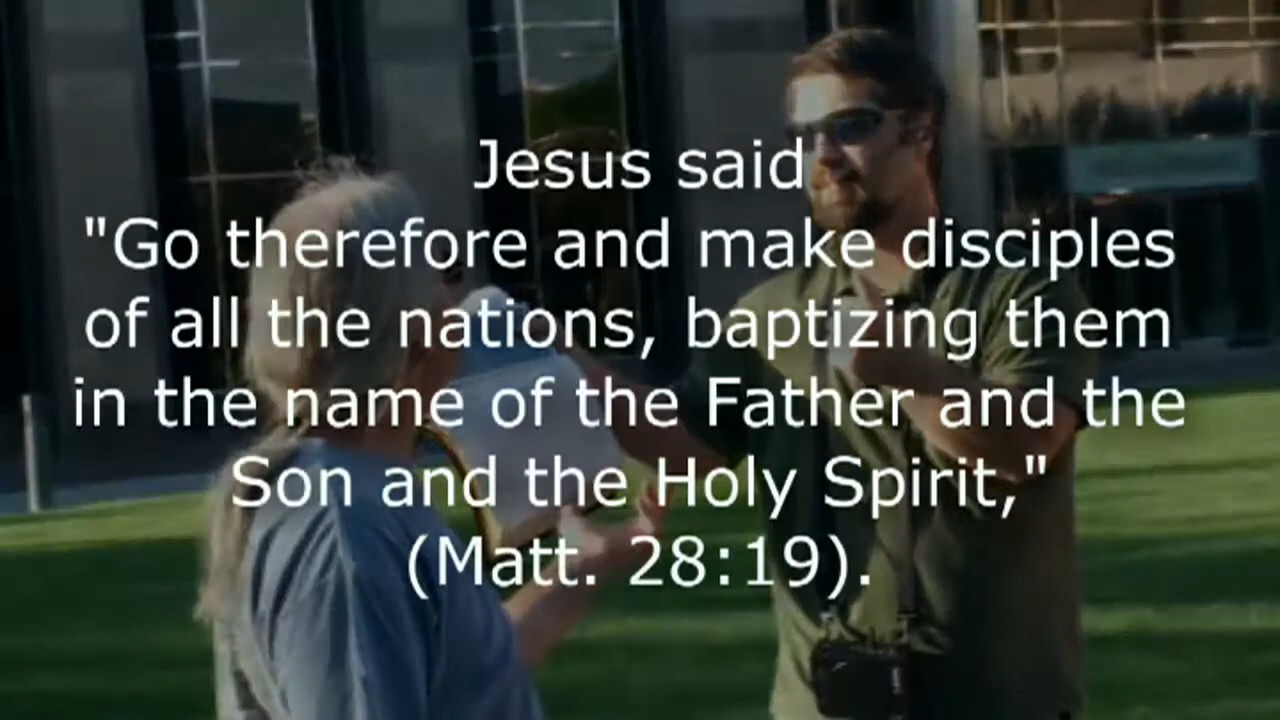 Jesus said
"Go therefore and make disciples
of all the nations, baptizing them
in the name of the Father and the
Son and the Holy Spirit,"
(Matt. 28:19).